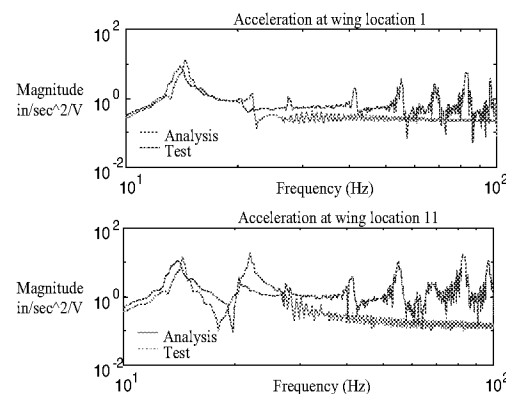 Acceleration at wing location 1
10^2
Magnitude
in/sec^2/V
10^0
Analysis
Test
10^-2
10^1
Frequency (Hz)
10^2
Acceleration at wing location 11
10^2
Magnitude
in/sec^2/V
10^0
Analysis
Test
10^-2
10^1
Frequency (Hz)
10^2